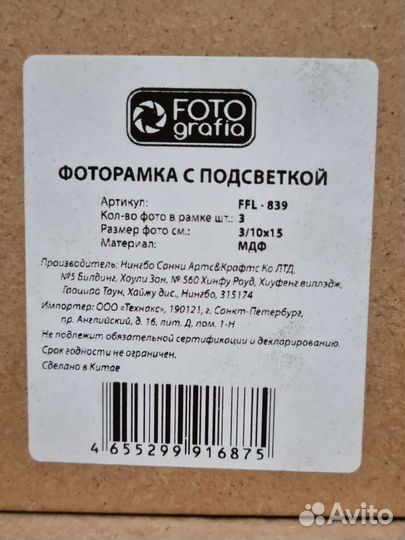 FOTO
grafia
ФОТОРАМКА С ПОДСВЕТКОЙ
Артикул: FFL - 839
Кол-во фото в рамке шт.: 3
Размер фото см.: 3/10x15
Материал: МДФ
Производитель: Нингбо Санни Артс&Крафтс Ко ЛТД,
№5 Билдинг, Хоули Зон, № 560 Хинфу Роуд, Хиуфенг виллэдж,
Гаоциао Таун, Хайжу дис., Нингбо, 315174
Импортер: ООО «Технакс», 190121, г. Санкт-Петербург,
пр. Английский, д. 16, лит. Д, пом. 1-Н
Не подлежит обязательной сертификации и декларированию.
Срок годности не ограничен.
Сделано в Китае
4 655299 916875
Avito